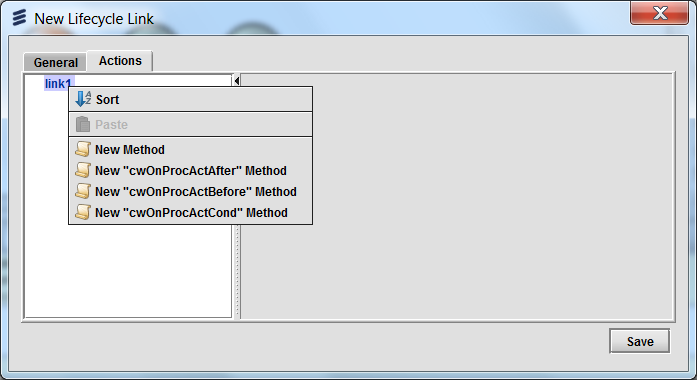 New Lifecycle Link
X
General
Actions
link1
Sort
Paste
New Method
New "cwOnProcActAfter" Method
New "cwOnProcActBefore" Method
New "cwOnProcActCond" Method
Save